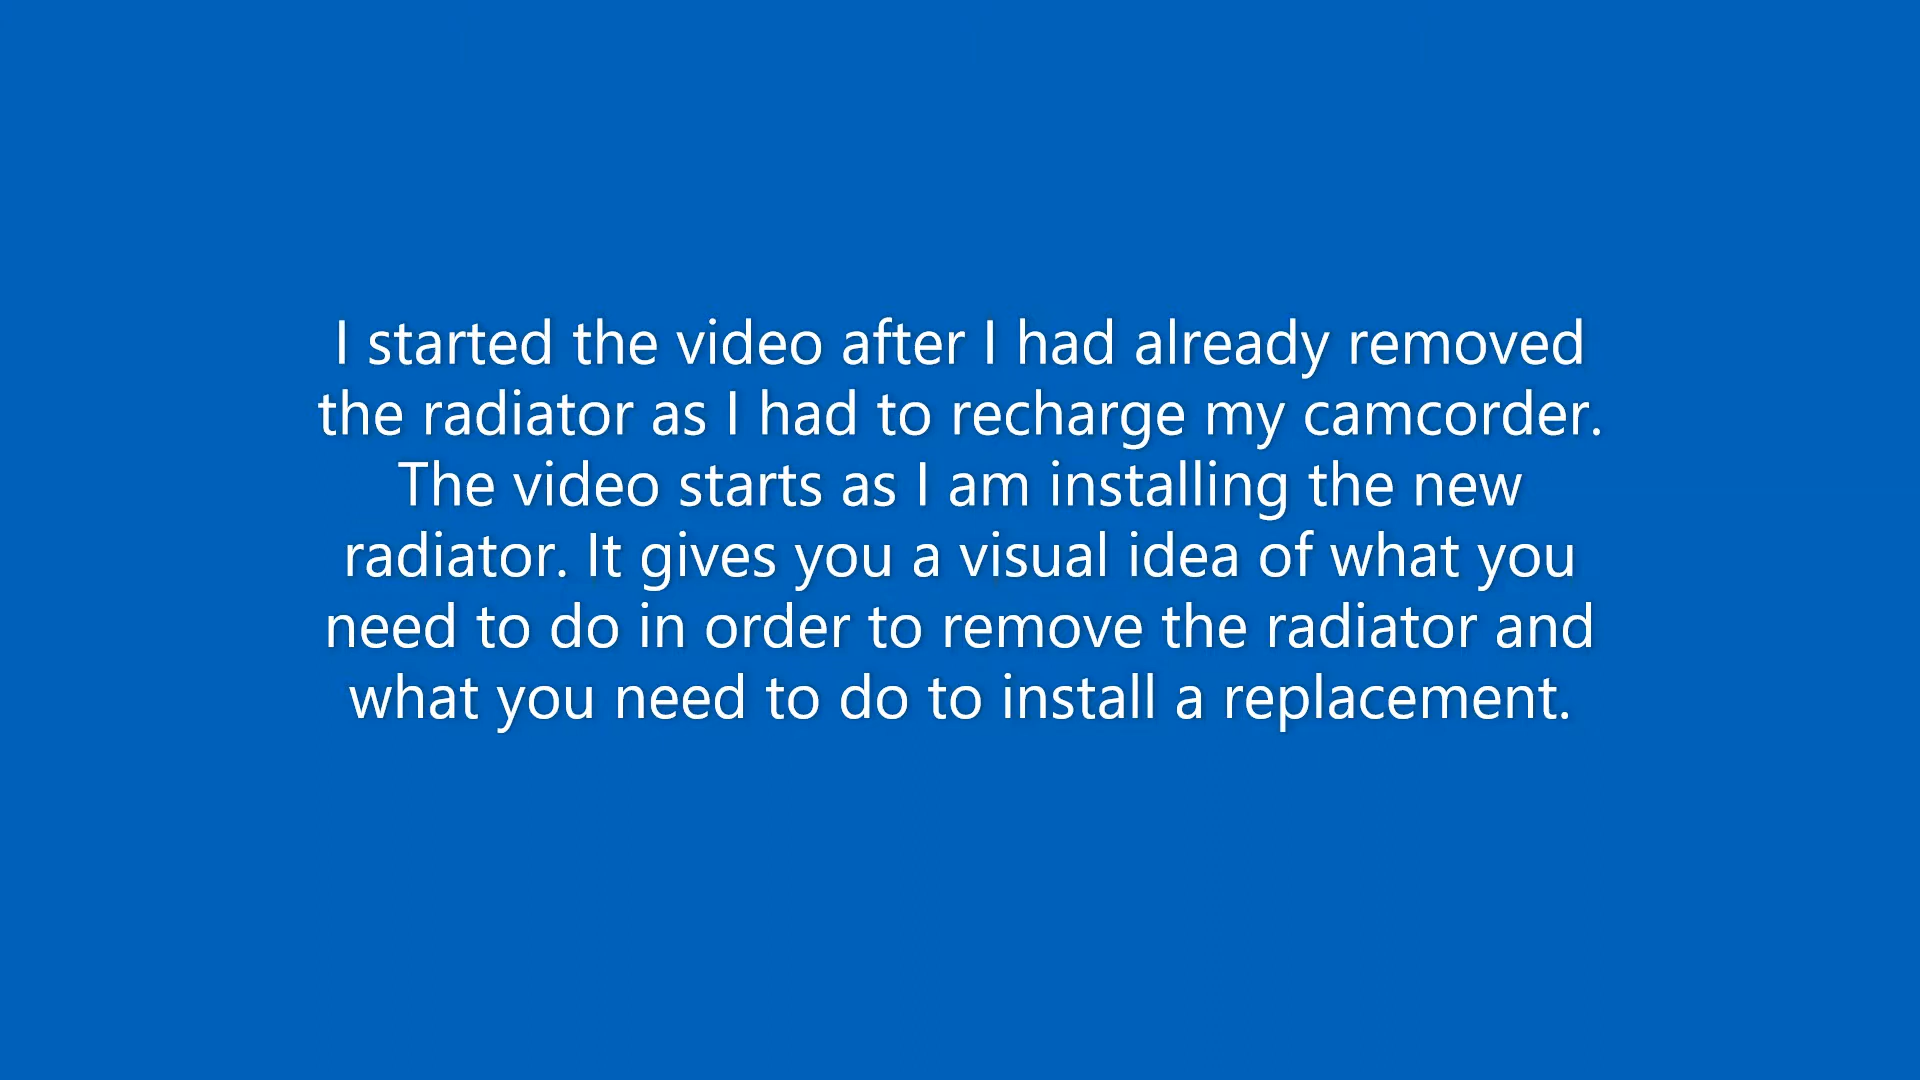 I started the video after I had already removed
the radiator as I had to recharge my camcorder.
The video starts as I am installing the new
radiator. It gives you a visual idea of what you
need to do in order to remove the radiator and
what you need to do to install a replacement.